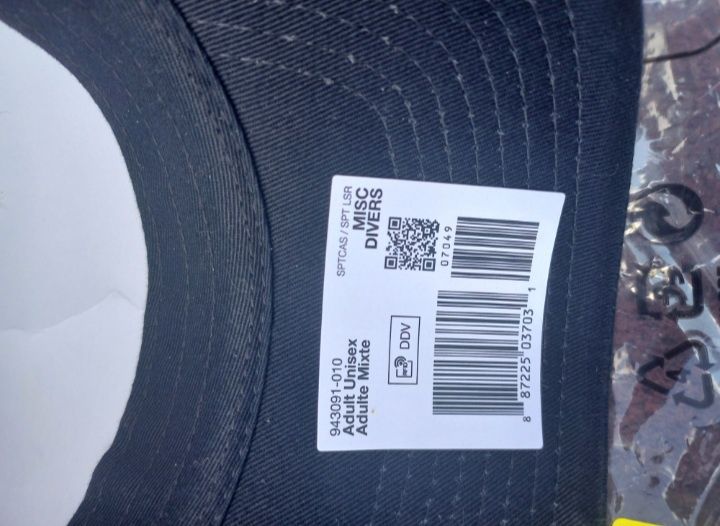 943091-010
Adult Unisex
Adulte Mixte
SPTCAS / SPT LSR
MISC
DIVERS
DDV
07049
8 87225 03703 1